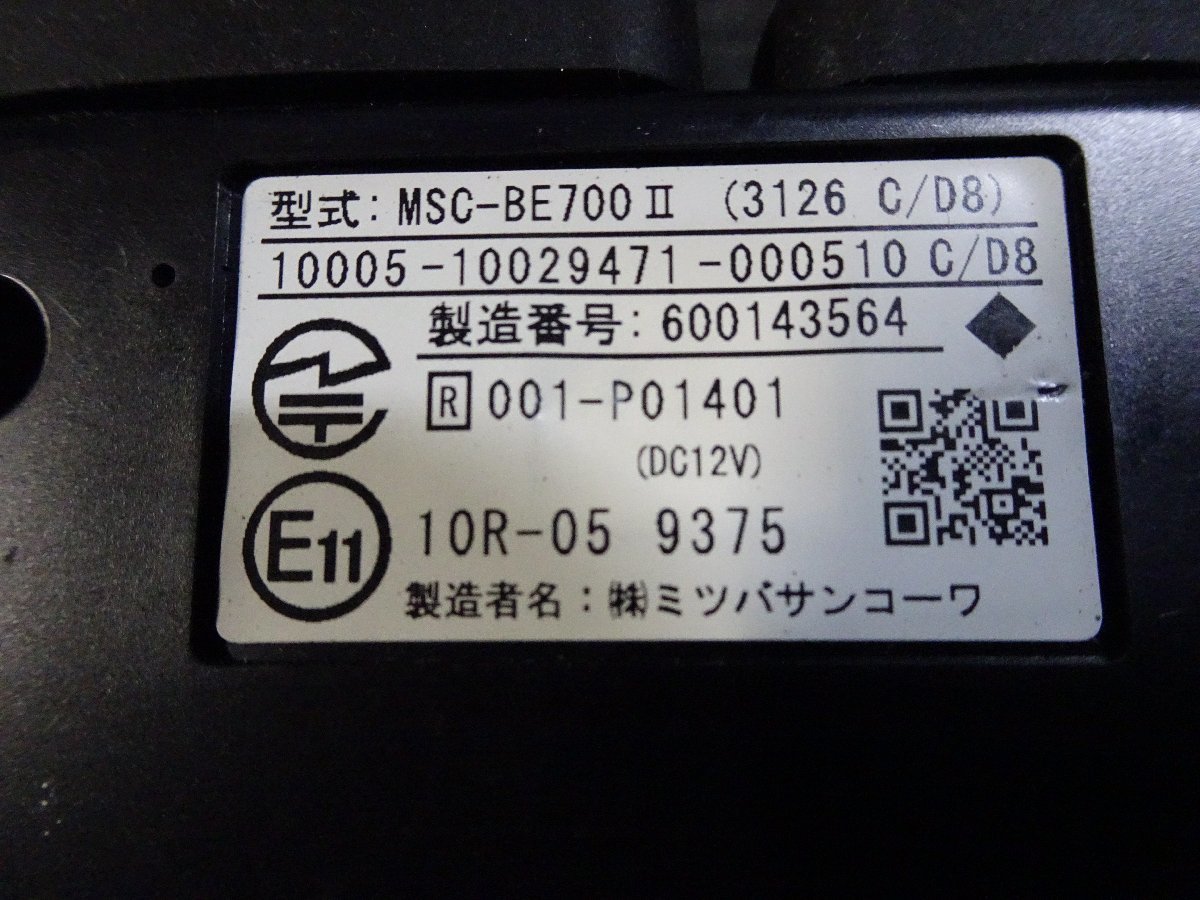 型式: MSC-BE700Ⅱ (3126 C/D8)
10005-10029471-000510 C/D8
製造番号: 600143564
R 001-P01401
(DC12V)
E11 10R-05 9375
製造者名:㈱ミツバサンコーワ